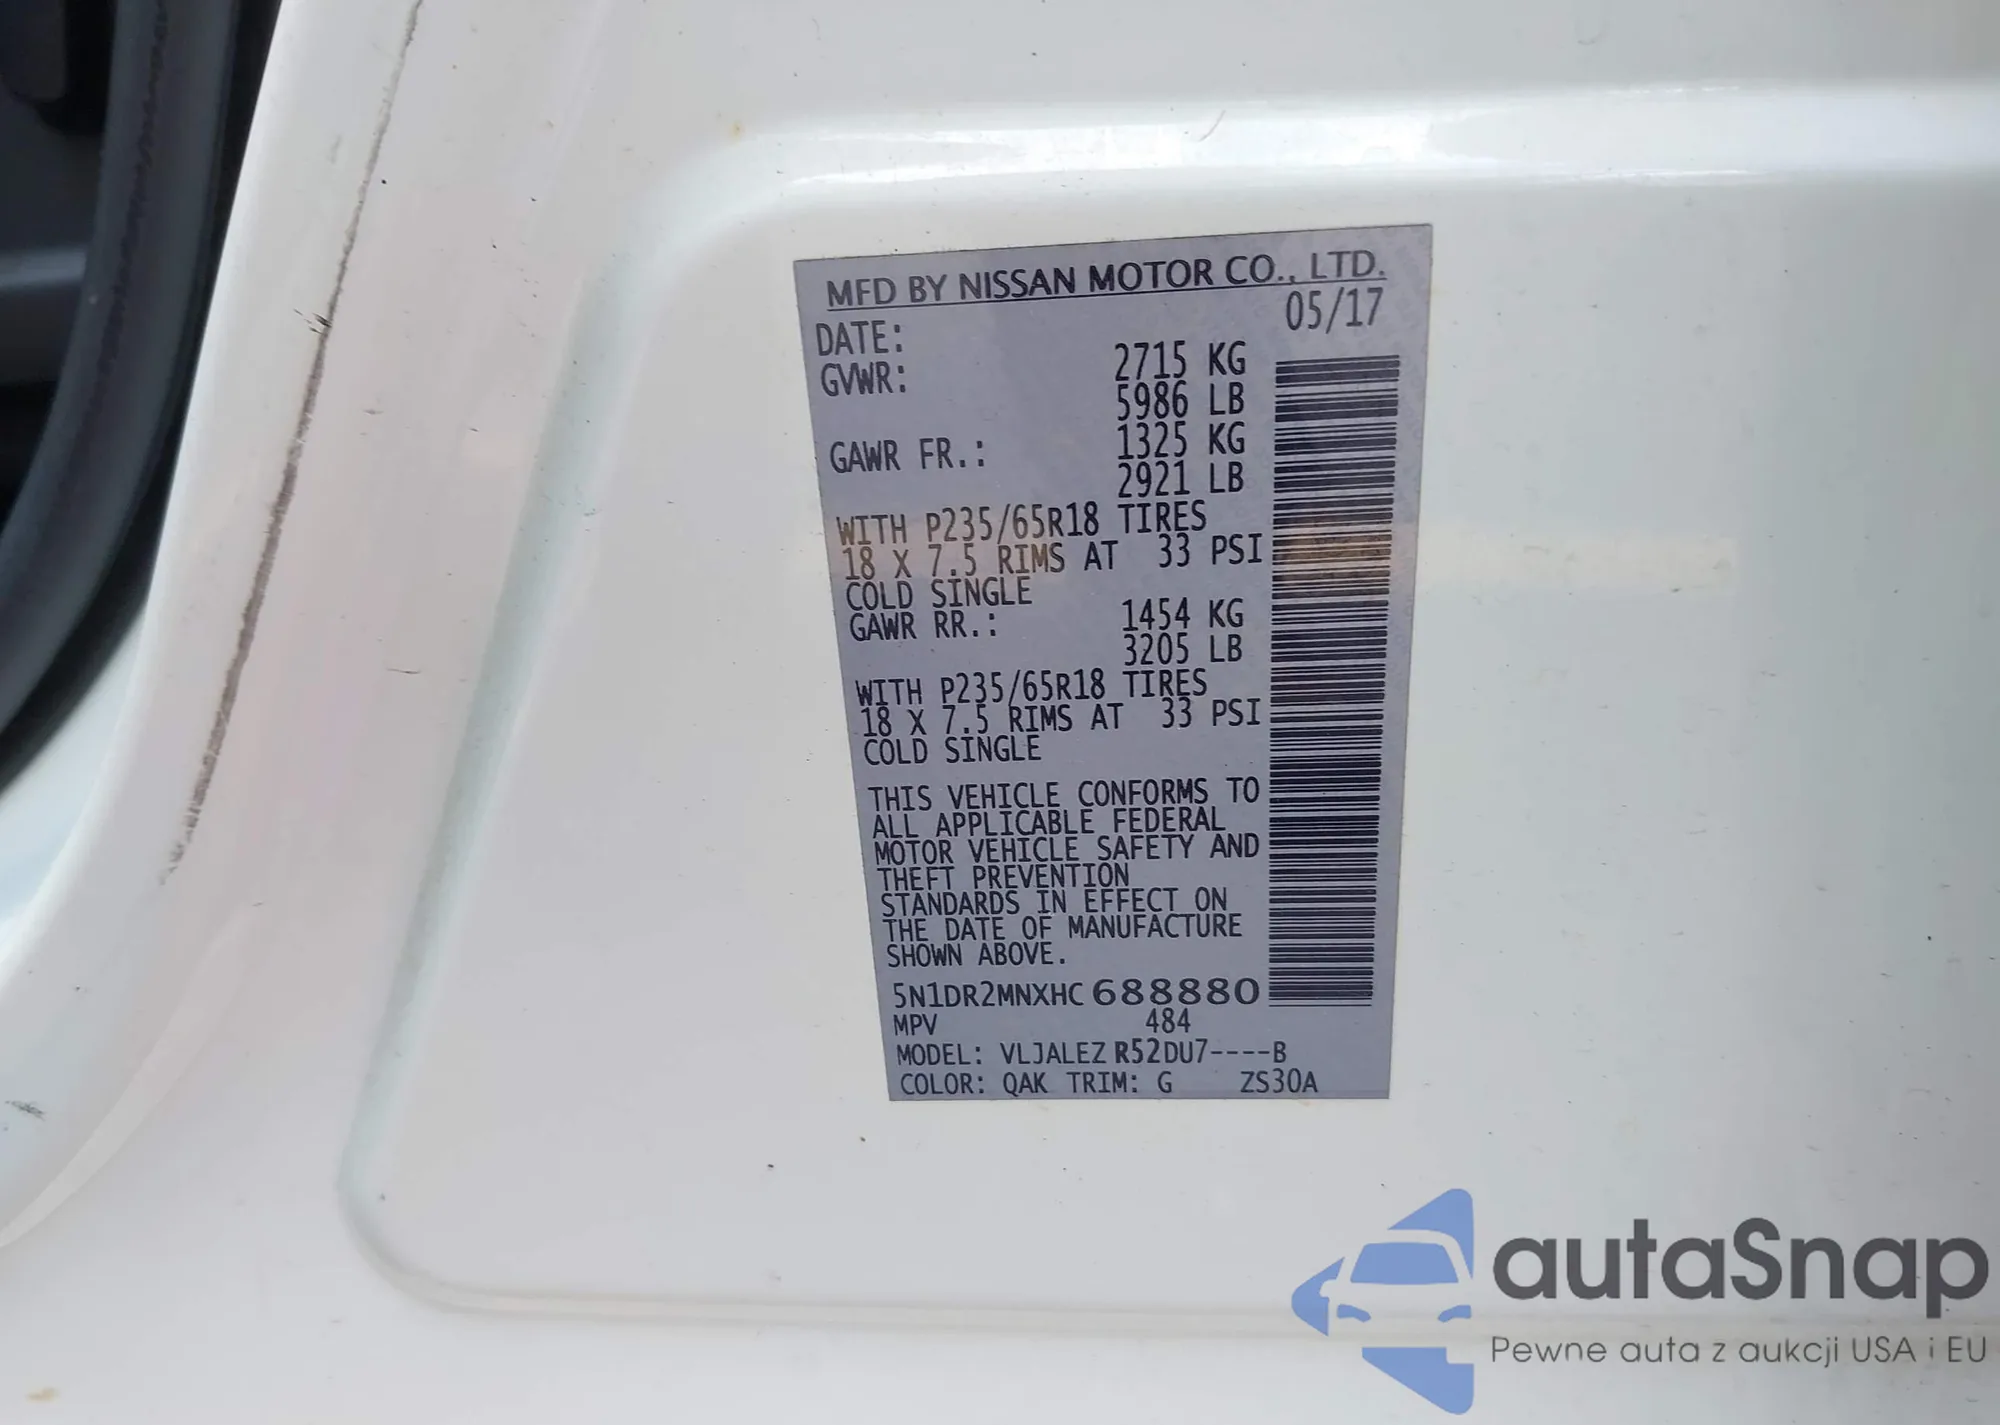 MFD BY NISSAN MOTOR CO., LTD.
DATE: 05/17
GVWR: 2715 KG
5986 LB
GAWR FR.: 1325 KG
2921 LB
WITH P235/65R18 TIRES
18 X 7.5 RIMS AT 33 PSI
COLD SINGLE
GAWR RR.: 1454 KG
3205 LB
WITH P235/65R18 TIRES
18 X 7.5 RIMS AT 33 PSI
COLD SINGLE
THIS VEHICLE CONFORMS TO
ALL APPLICABLE FEDERAL
MOTOR VEHICLE SAFETY AND
THEFT PREVENTION
STANDARDS IN EFFECT ON
THE DATE OF MANUFACTURE
SHOWN ABOVE.
5N1DR2MNXHC688880
MPV 484
MODEL: VLJALEZ R52DU7----B
COLOR: QAK TRIM: G ZS30A
autaSnap
Pewne auta z aukcji USA i EU